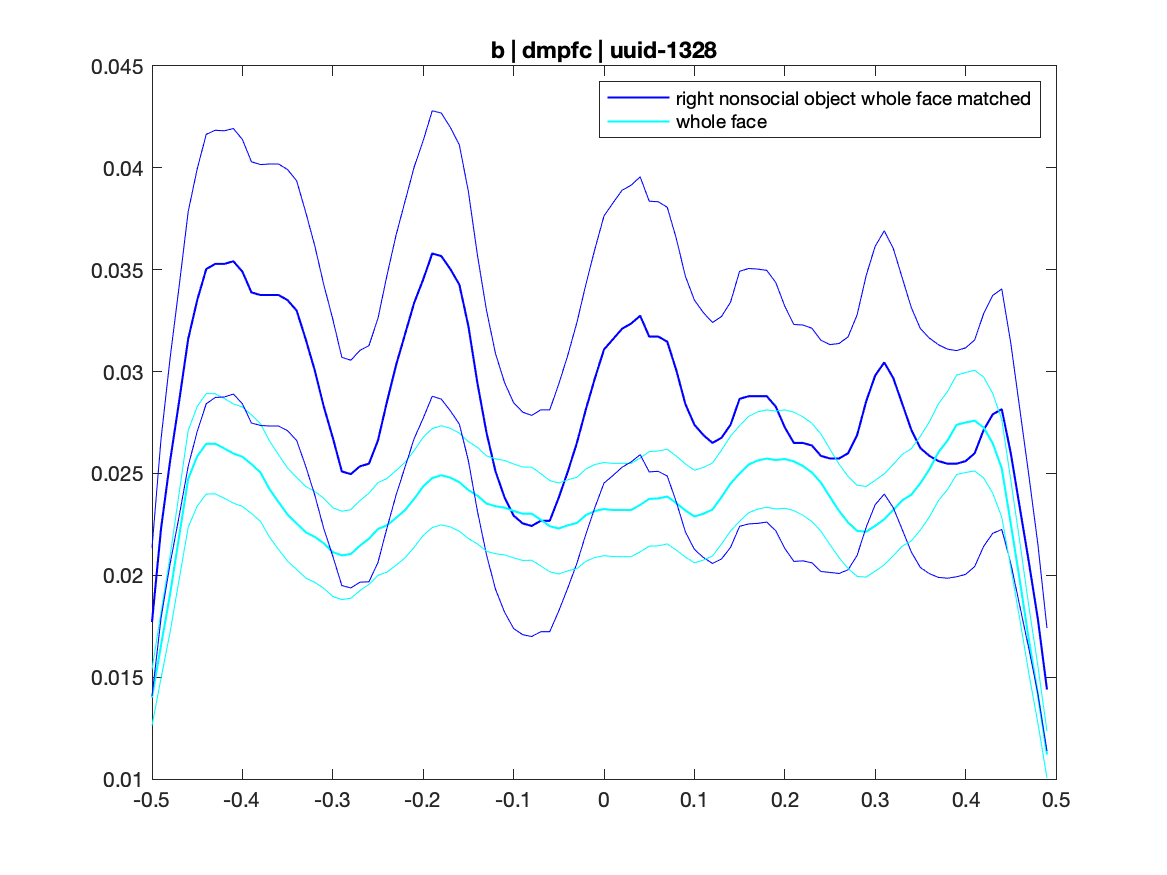 b | dmpfc | uuid-1328
right nonsocial object whole face matched
whole face
0.045
0.04
0.035
0.03
0.025
0.02
0.015
0.01
-0.5 -0.4 -0.3 -0.2 -0.1 0 0.1 0.2 0.3 0.4 0.5